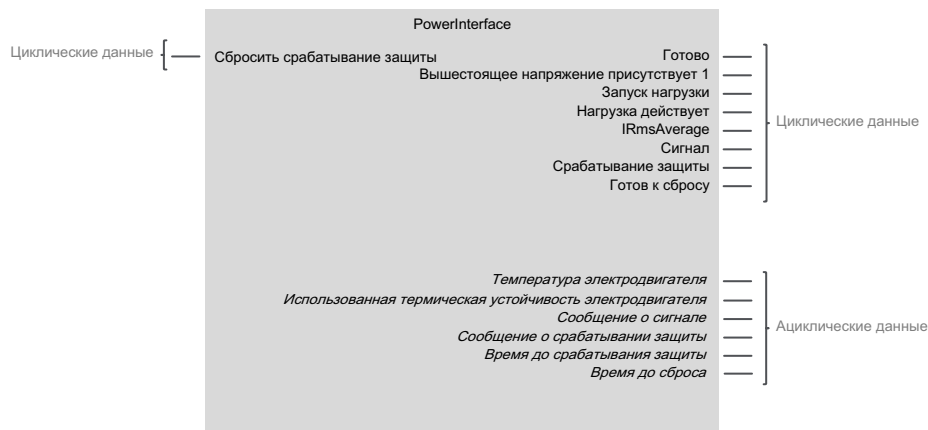 PowerInterface
Циклические данные
Сбросить срабатывание защиты
Готово
Вышестоящее напряжение присутствует 1
Запуск нагрузки
Нагрузка действует
IRmsAverage
Сигнал
Срабатывание защиты
Готов к сбросу
Циклические данные
Температура электродвигателя
Использованная термическая устойчивость электродвигателя
Сообщение о сигнале
Сообщение о срабатывании защиты
Время до срабатывания защиты
Время до сброса
Ациклические данные